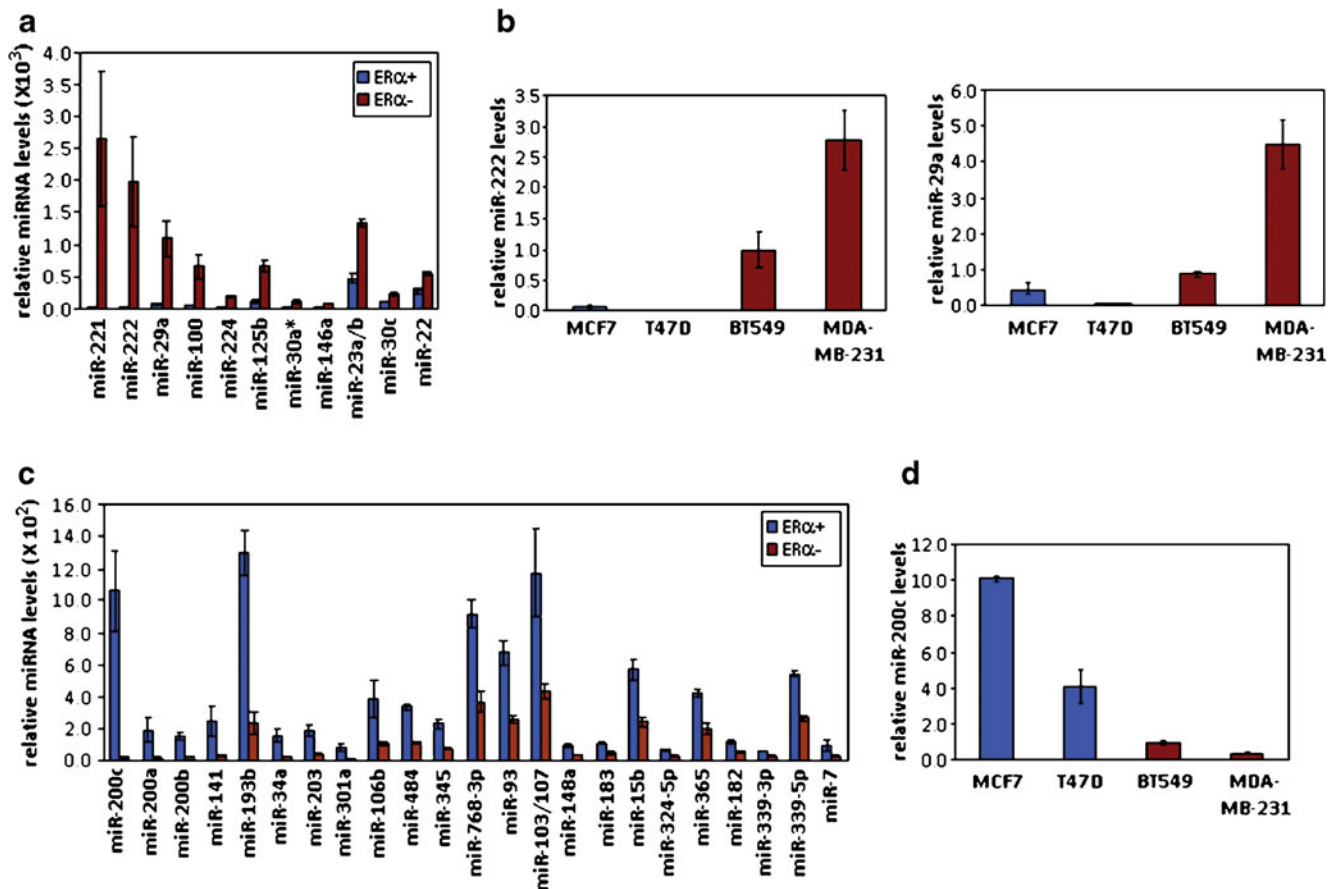 a
relative miRNA levels (X10³)
4.0
3.5
3.0
2.5
2.0
1.5
1.0
0.5
0.0
ERα+
ERα-
miR-221
miR-222
miR-29a
miR-100
miR-224
miR-125b
miR-30a*
miR-146a
miR-23a/b
miR-30c
miR-22
b
relative miR-222 levels
3.5
3.0
2.5
2.0
1.5
1.0
0.5
0.0
MCF7
T47D
BT549
MDA-
MB-231
relative miR-29a levels
6.0
5.0
4.0
3.0
2.0
1.0
0.0
MCF7
T47D
BT549
MDA-
MB-231
c
relative miRNA levels (X 10²)
16.0
14.0
12.0
10.0
8.0
6.0
4.0
2.0
0.0
ERα+
ERα-
miR-200c
miR-200a
miR-200b
miR-141
miR-193b
miR-34a
miR-203
miR-301a
miR-106b
miR-484
miR-345
miR-768-3p
miR-93
miR-103/107
miR-148a
miR-183
miR-15b
miR-324-5p
miR-365
miR-182
miR-339-3p
miR-339-5p
miR-7
d
relative miR-200c levels
12.0
10.0
8.0
6.0
4.0
2.0
0.0
MCF7
T47D
BT549
MDA-
MB-231